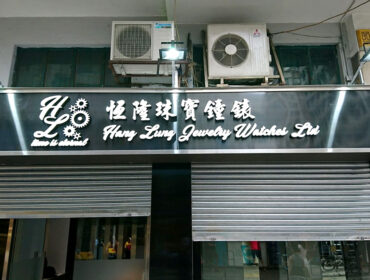 HL
time is eternal
恒隆珠寶鐘錶
Hang Lung Jewelry Watches Ltd